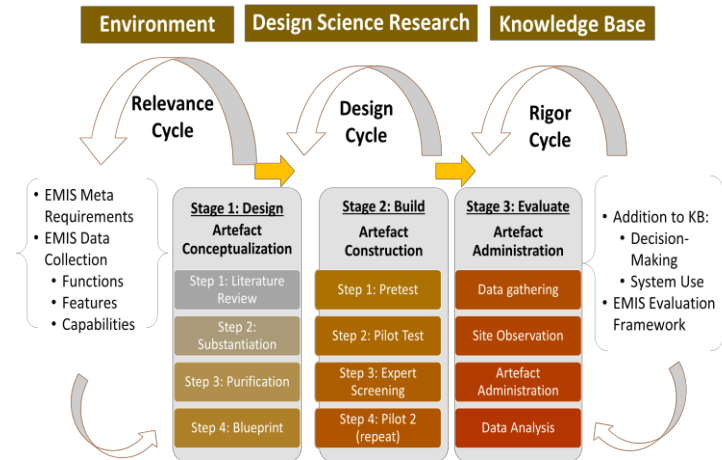 Environment
Design Science Research
Knowledge Base
Relevance
Cycle
Design
Cycle
Rigor
Cycle
• EMIS Meta
Requirements
• EMIS Data
Collection
• Functions
• Features
• Capabilities
Stage 1: Design
Artefact
Conceptualization
Step 1: Literature
Review
Step 2:
Substantiation
Step 3: Purification
Step 4: Blueprint
Stage 2: Build
Artefact
Construction
Step 1: Pretest
Step 2: Pilot Test
Step 3: Expert
Screening
Step 4: Pilot 2
(repeat)
Stage 3: Evaluate
Artefact
Administration
Data gathering
Site Observation
Artefact
Administration
Data Analysis
• Addition to KB:
• Decision-
Making
• System Use
• EMIS Evaluation
Framework